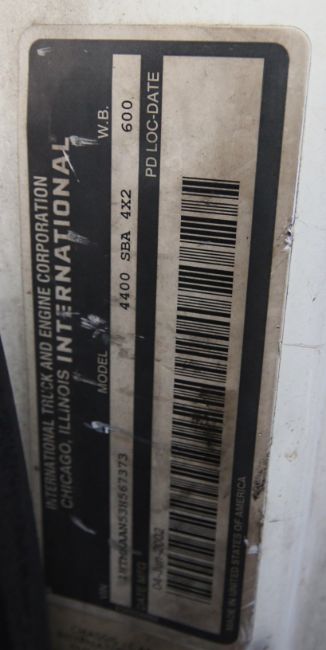 INTERNATIONAL TRUCK AND ENGINE CORPORATION
CHICAGO, ILLINOIS INTERNATIONAL
VIN MODEL W.B.
4400 SBA 4X2 600
DATE MFG PD LOC-DATE
04-Jun-2002
MADE IN UNITED STATES OF AMERICA